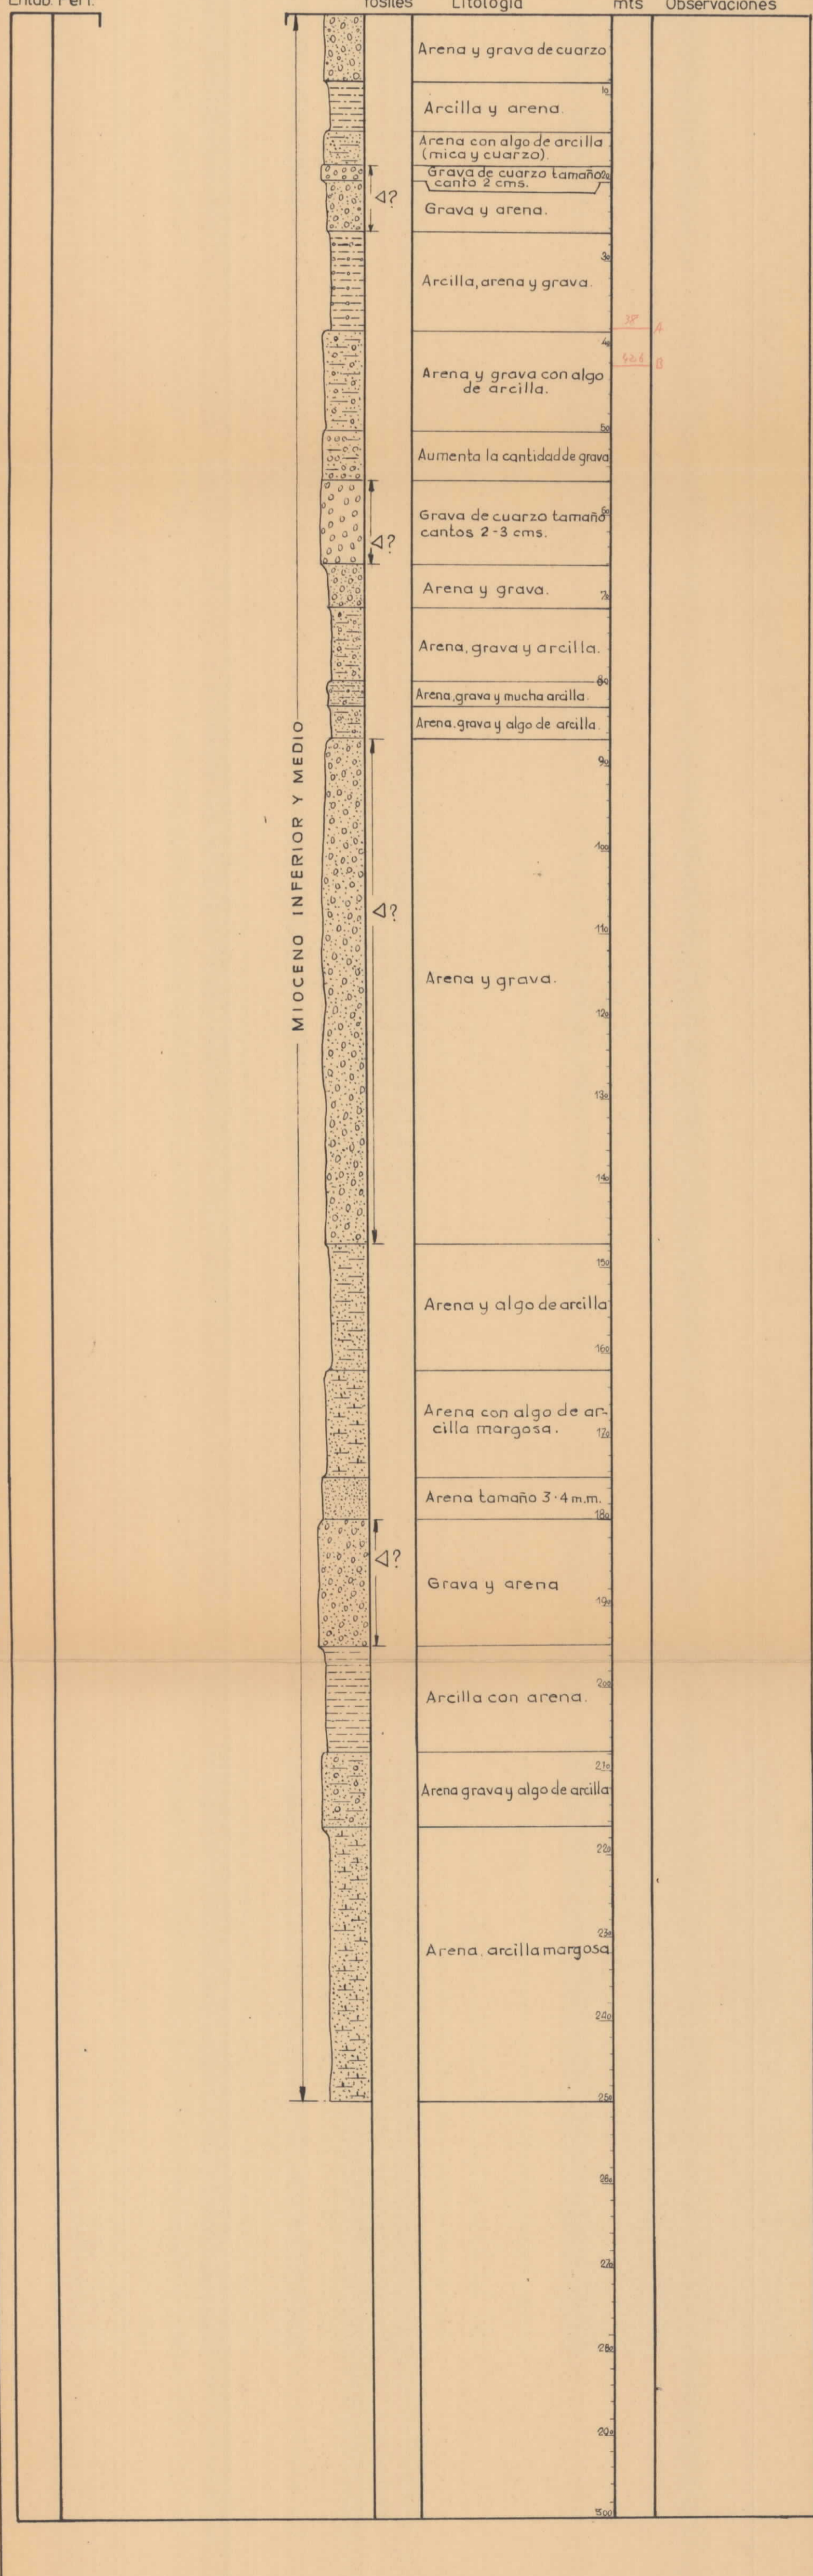 Entub. Perf.
fósiles
Litología
mts
Observaciones
Arena y grava de cuarzo
10
Arcilla y arena.
Arena con algo de arcilla
(mica y cuarzo).
Grava de cuarzo tamaño
20
canto 2 cms.
◁?
Grava y arena.
30
Arcilla, arena y grava.
38 A
40
42,6 B
Arena y grava con algo
de arcilla.
50
Aumenta la cantidad de grava
60
Grava de cuarzo tamaño
cantos 2-3 cms.
◁?
Arena y grava.
70
Arena, grava y arcilla.
80
Arena, grava y mucha arcilla.
Arena, grava y algo de arcilla.
MIOCENO INFERIOR Y MEDIO
90
100
◁?
110
Arena y grava.
120
130
140
150
Arena y algo de arcilla
160
Arena con algo de ar-
cilla margosa.
170
Arena tamaño 3-4 m.m.
180
◁?
Grava y arena
190
200
Arcilla con arena.
210
Arena grava y algo de arcilla
220
230
Arena, arcilla margosa
240
250
260
270
280
290
300